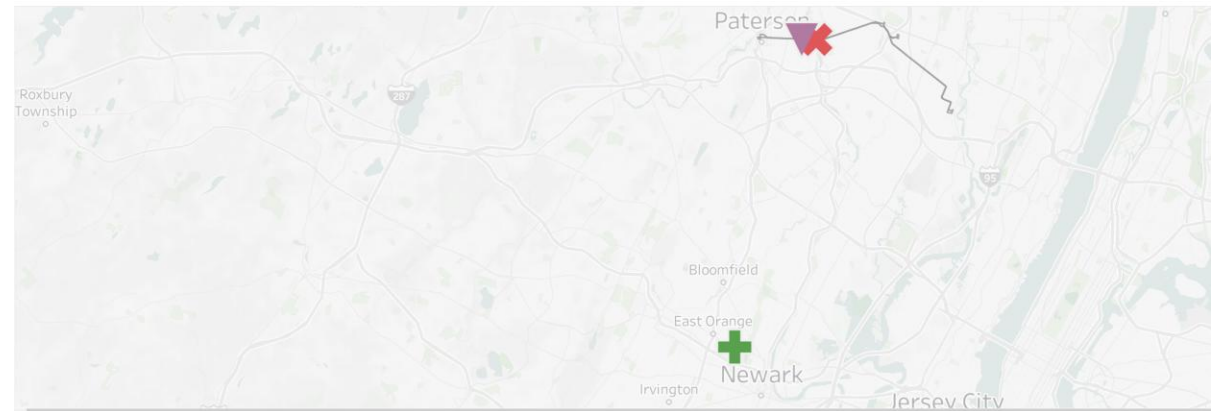 Paterson
Roxbury
Township
287
95
Bloomfield
East Orange
Newark
Irvington
Jersey City